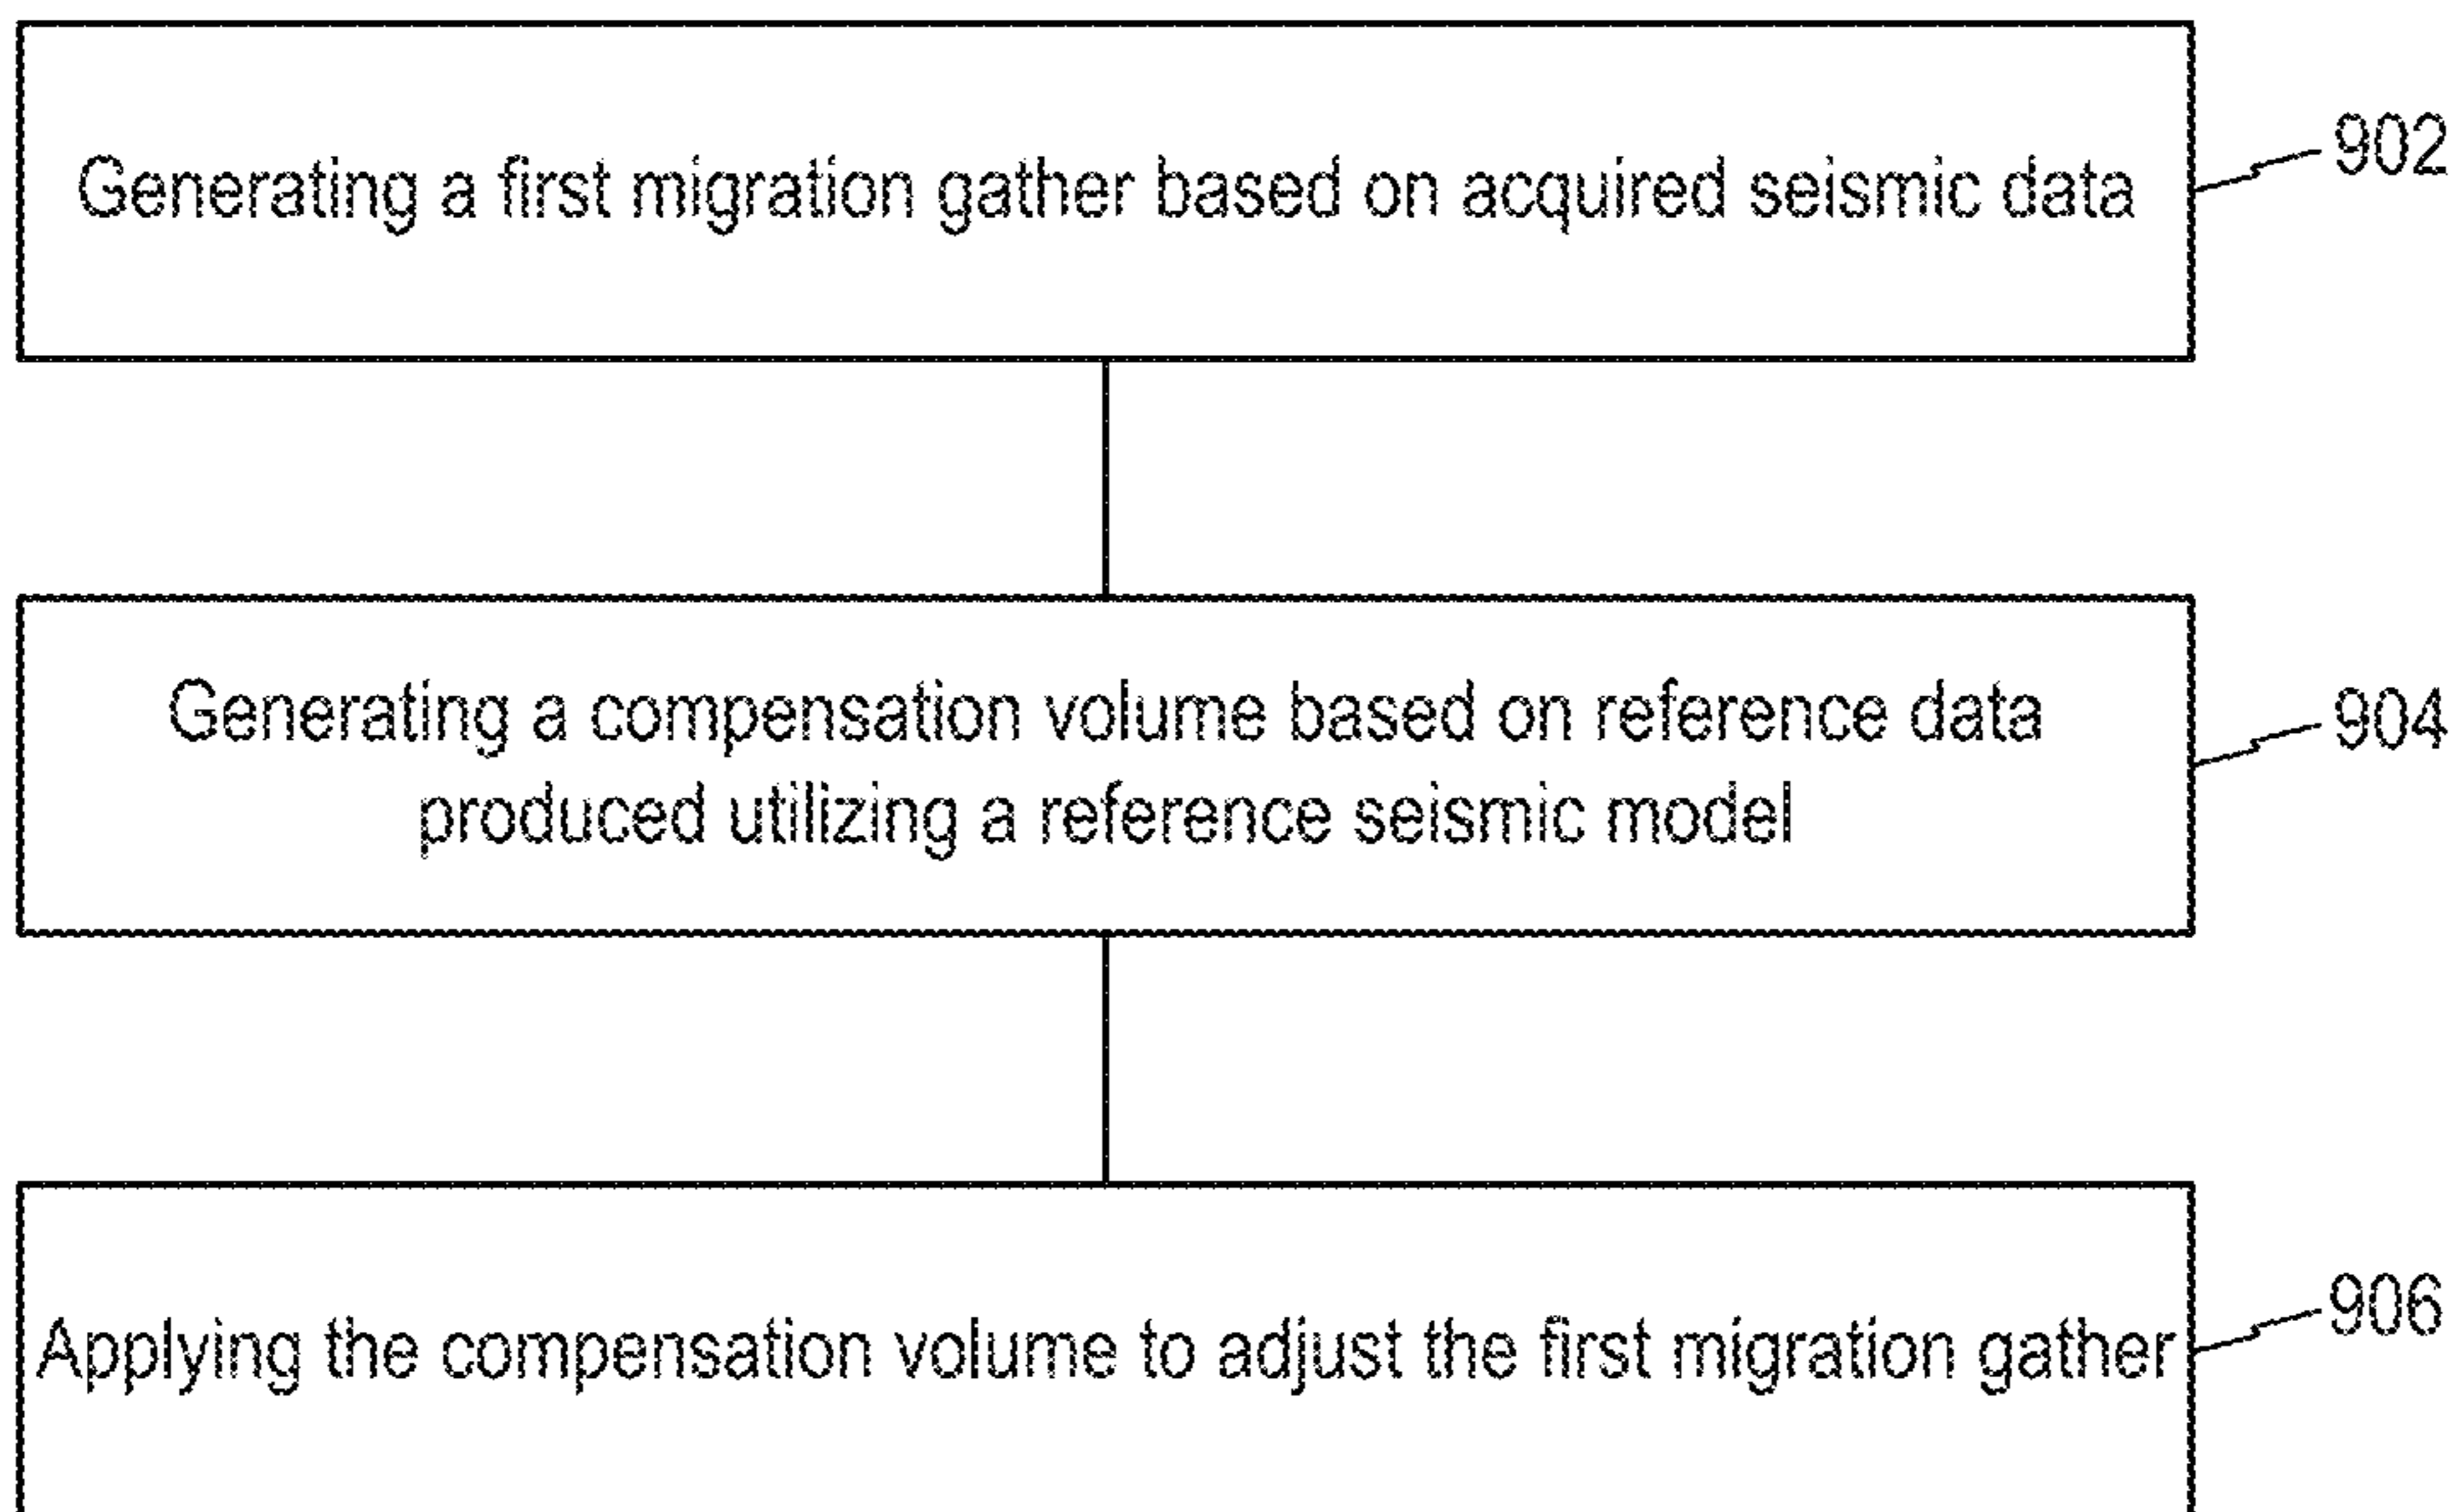 Generating a first migration gather based on acquired seismic data
902
Generating a compensation volume based on reference data
produced utilizing a reference seismic model
904
Applying the compensation volume to adjust the first migration gather
906